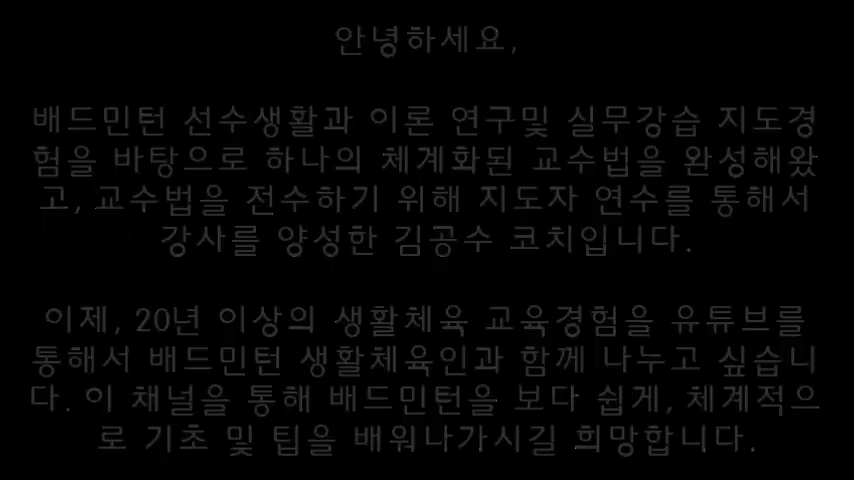 안녕하세요,
배드민턴 선수생활과 이론 연구및 실무강습 지도경
험을 바탕으로 하나의 체계화된 교수법을 완성해왔
고, 교수법을 전수하기 위해 지도자 연수를 통해서
강사를 양성한 김공수 코치입니다.
이제, 20년 이상의 생활체육 교육경험을 유튜브를
통해서 배드민턴 생활체육인과 함께 나누고 싶습니
다. 이 채널을 통해 배드민턴을 보다 쉽게, 체계적으
로 기초 및 팁을 배워나가시길 희망합니다.